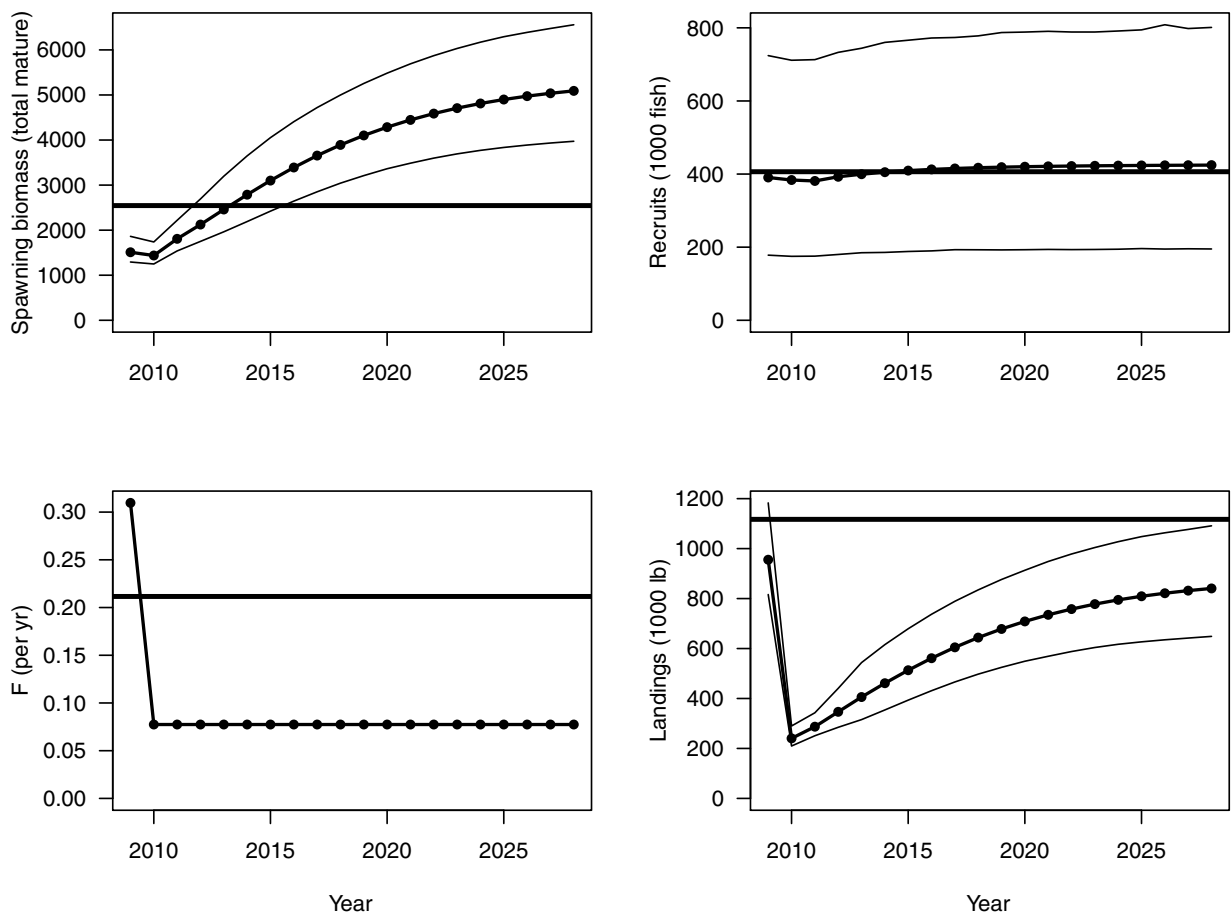 Spawning biomass (total mature)
6000
5000
4000
3000
2000
1000
0
2010 2015 2020 2025
Recruits (1000 fish)
800
600
400
200
0
2010 2015 2020 2025
F (per yr)
0.30
0.25
0.20
0.15
0.10
0.05
0.00
2010 2015 2020 2025
Year
Landings (1000 lb)
1200
1000
800
600
400
200
0
2010 2015 2020 2025
Year